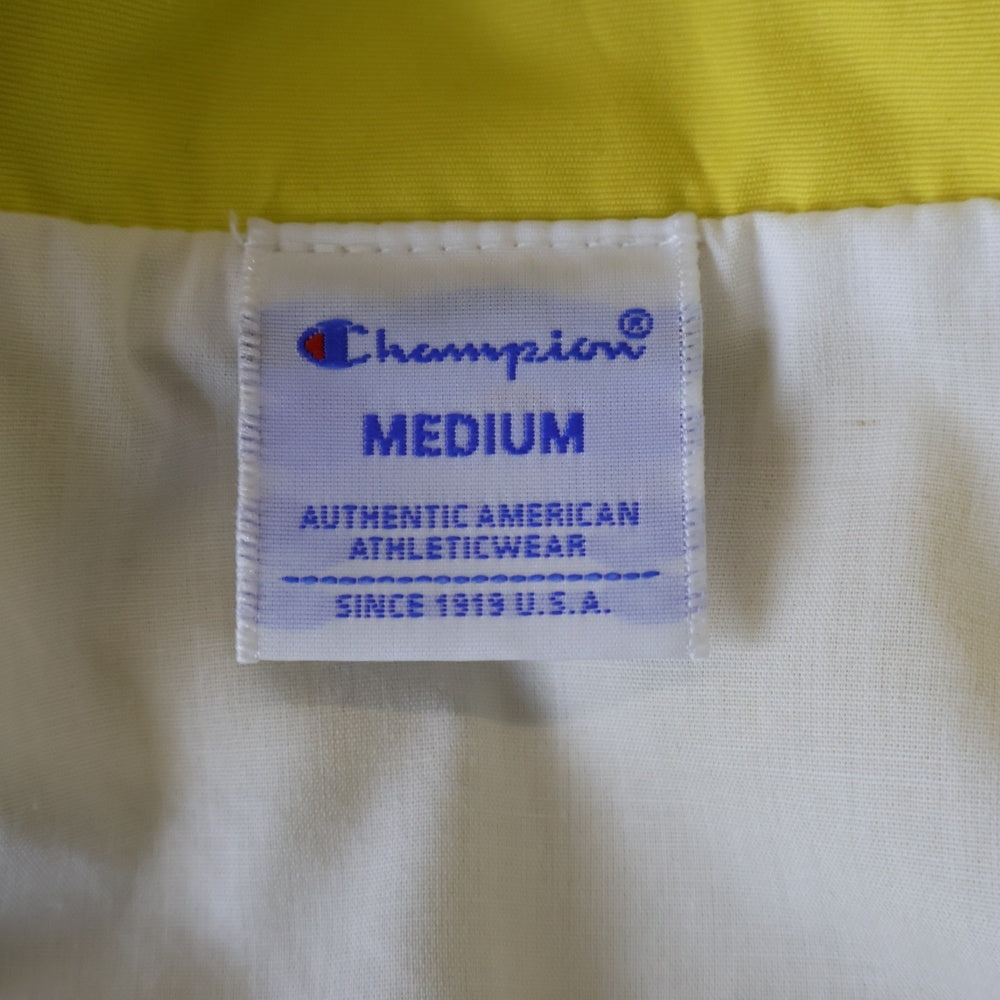 Champion®
MEDIUM
AUTHENTIC AMERICAN
ATHLETICWEAR
SINCE 1919 U.S.A.